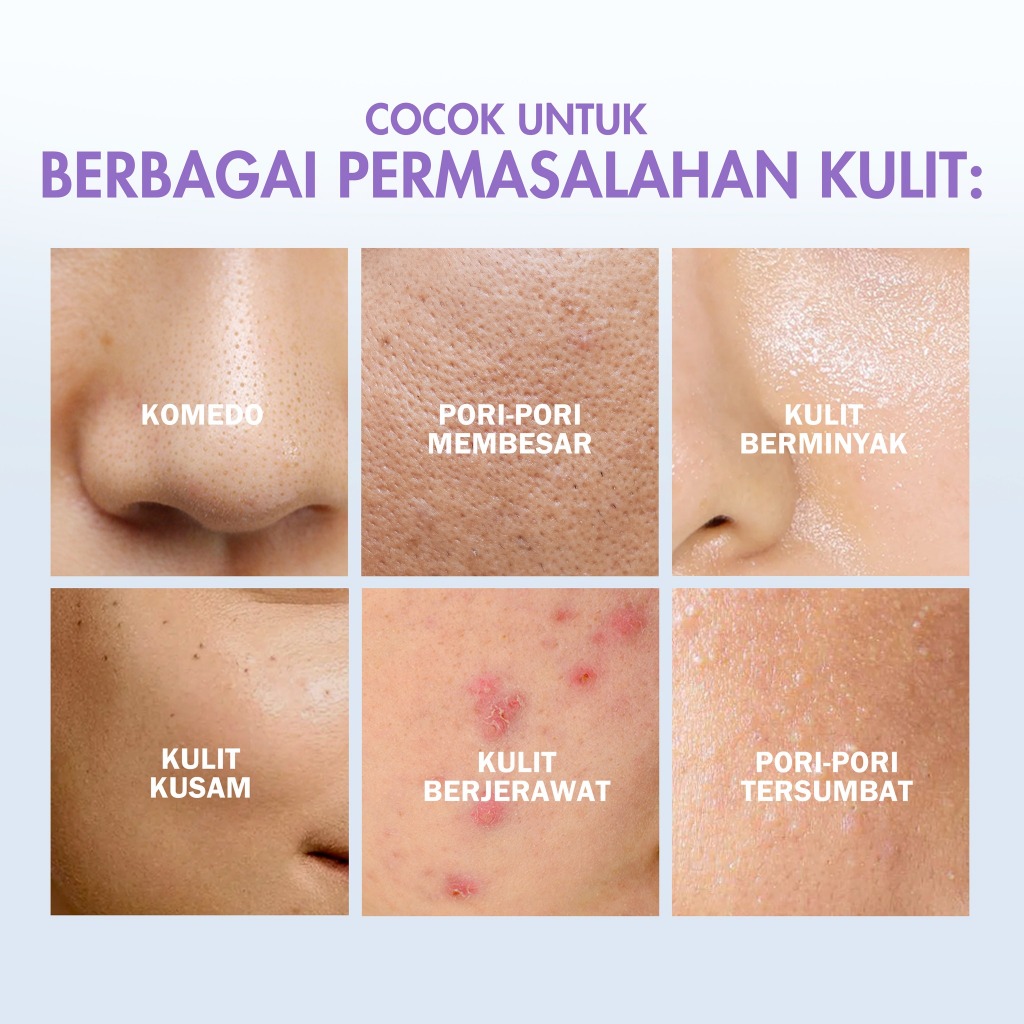 COCOK UNTUK
BERBAGAI PERMASALAHAN KULIT:
KOMEDO
PORI-PORI
MEMBESAR
KULIT
BERMINYAK
KULIT
KUSAM
KULIT
BERJERAWAT
PORI-PORI
TERSUMBAT